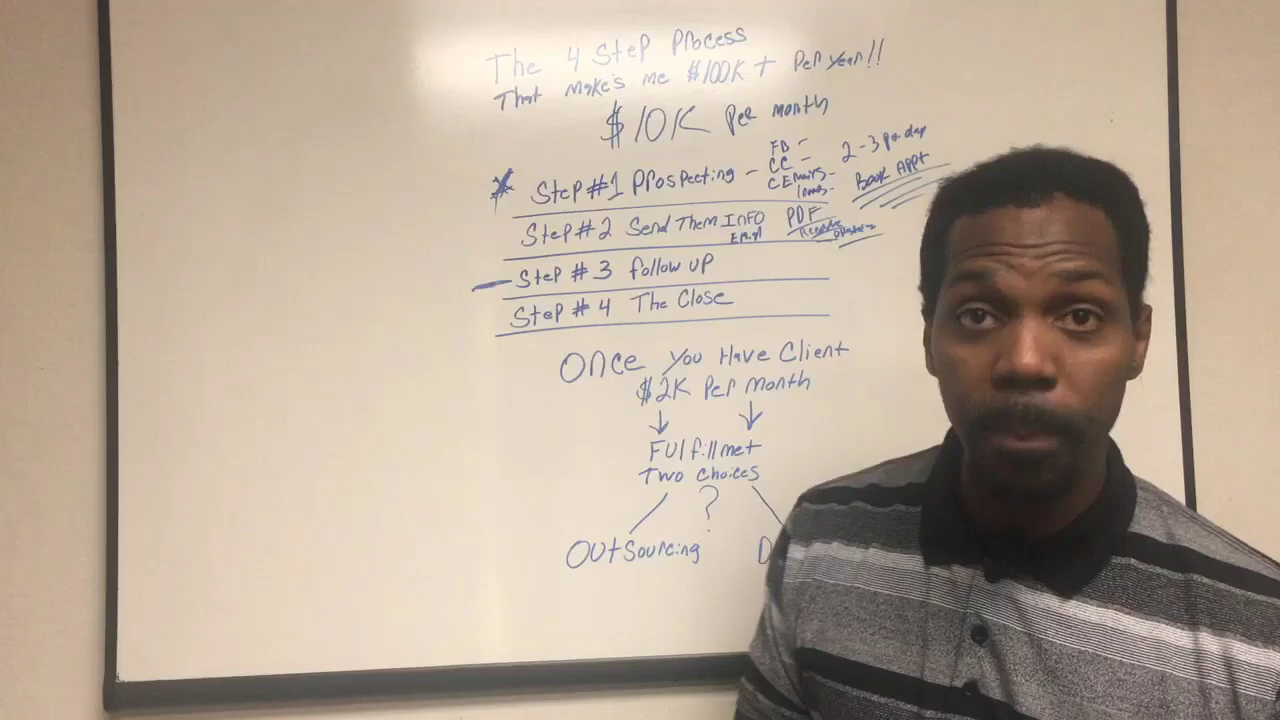 The 4 Step Process
That make's me $100K + Per year!!
$10K Per month
Step #1 Prospecting - FB -
CC -
C Emails -
2-3 per day
Book Appt
Step #2 Send Them Info PDF
Email
Step #3 Follow up
Step #4 The Close
Once you Have Client
$2K Per Month
Fulfillmet
Two choices
?
Outsourcing D